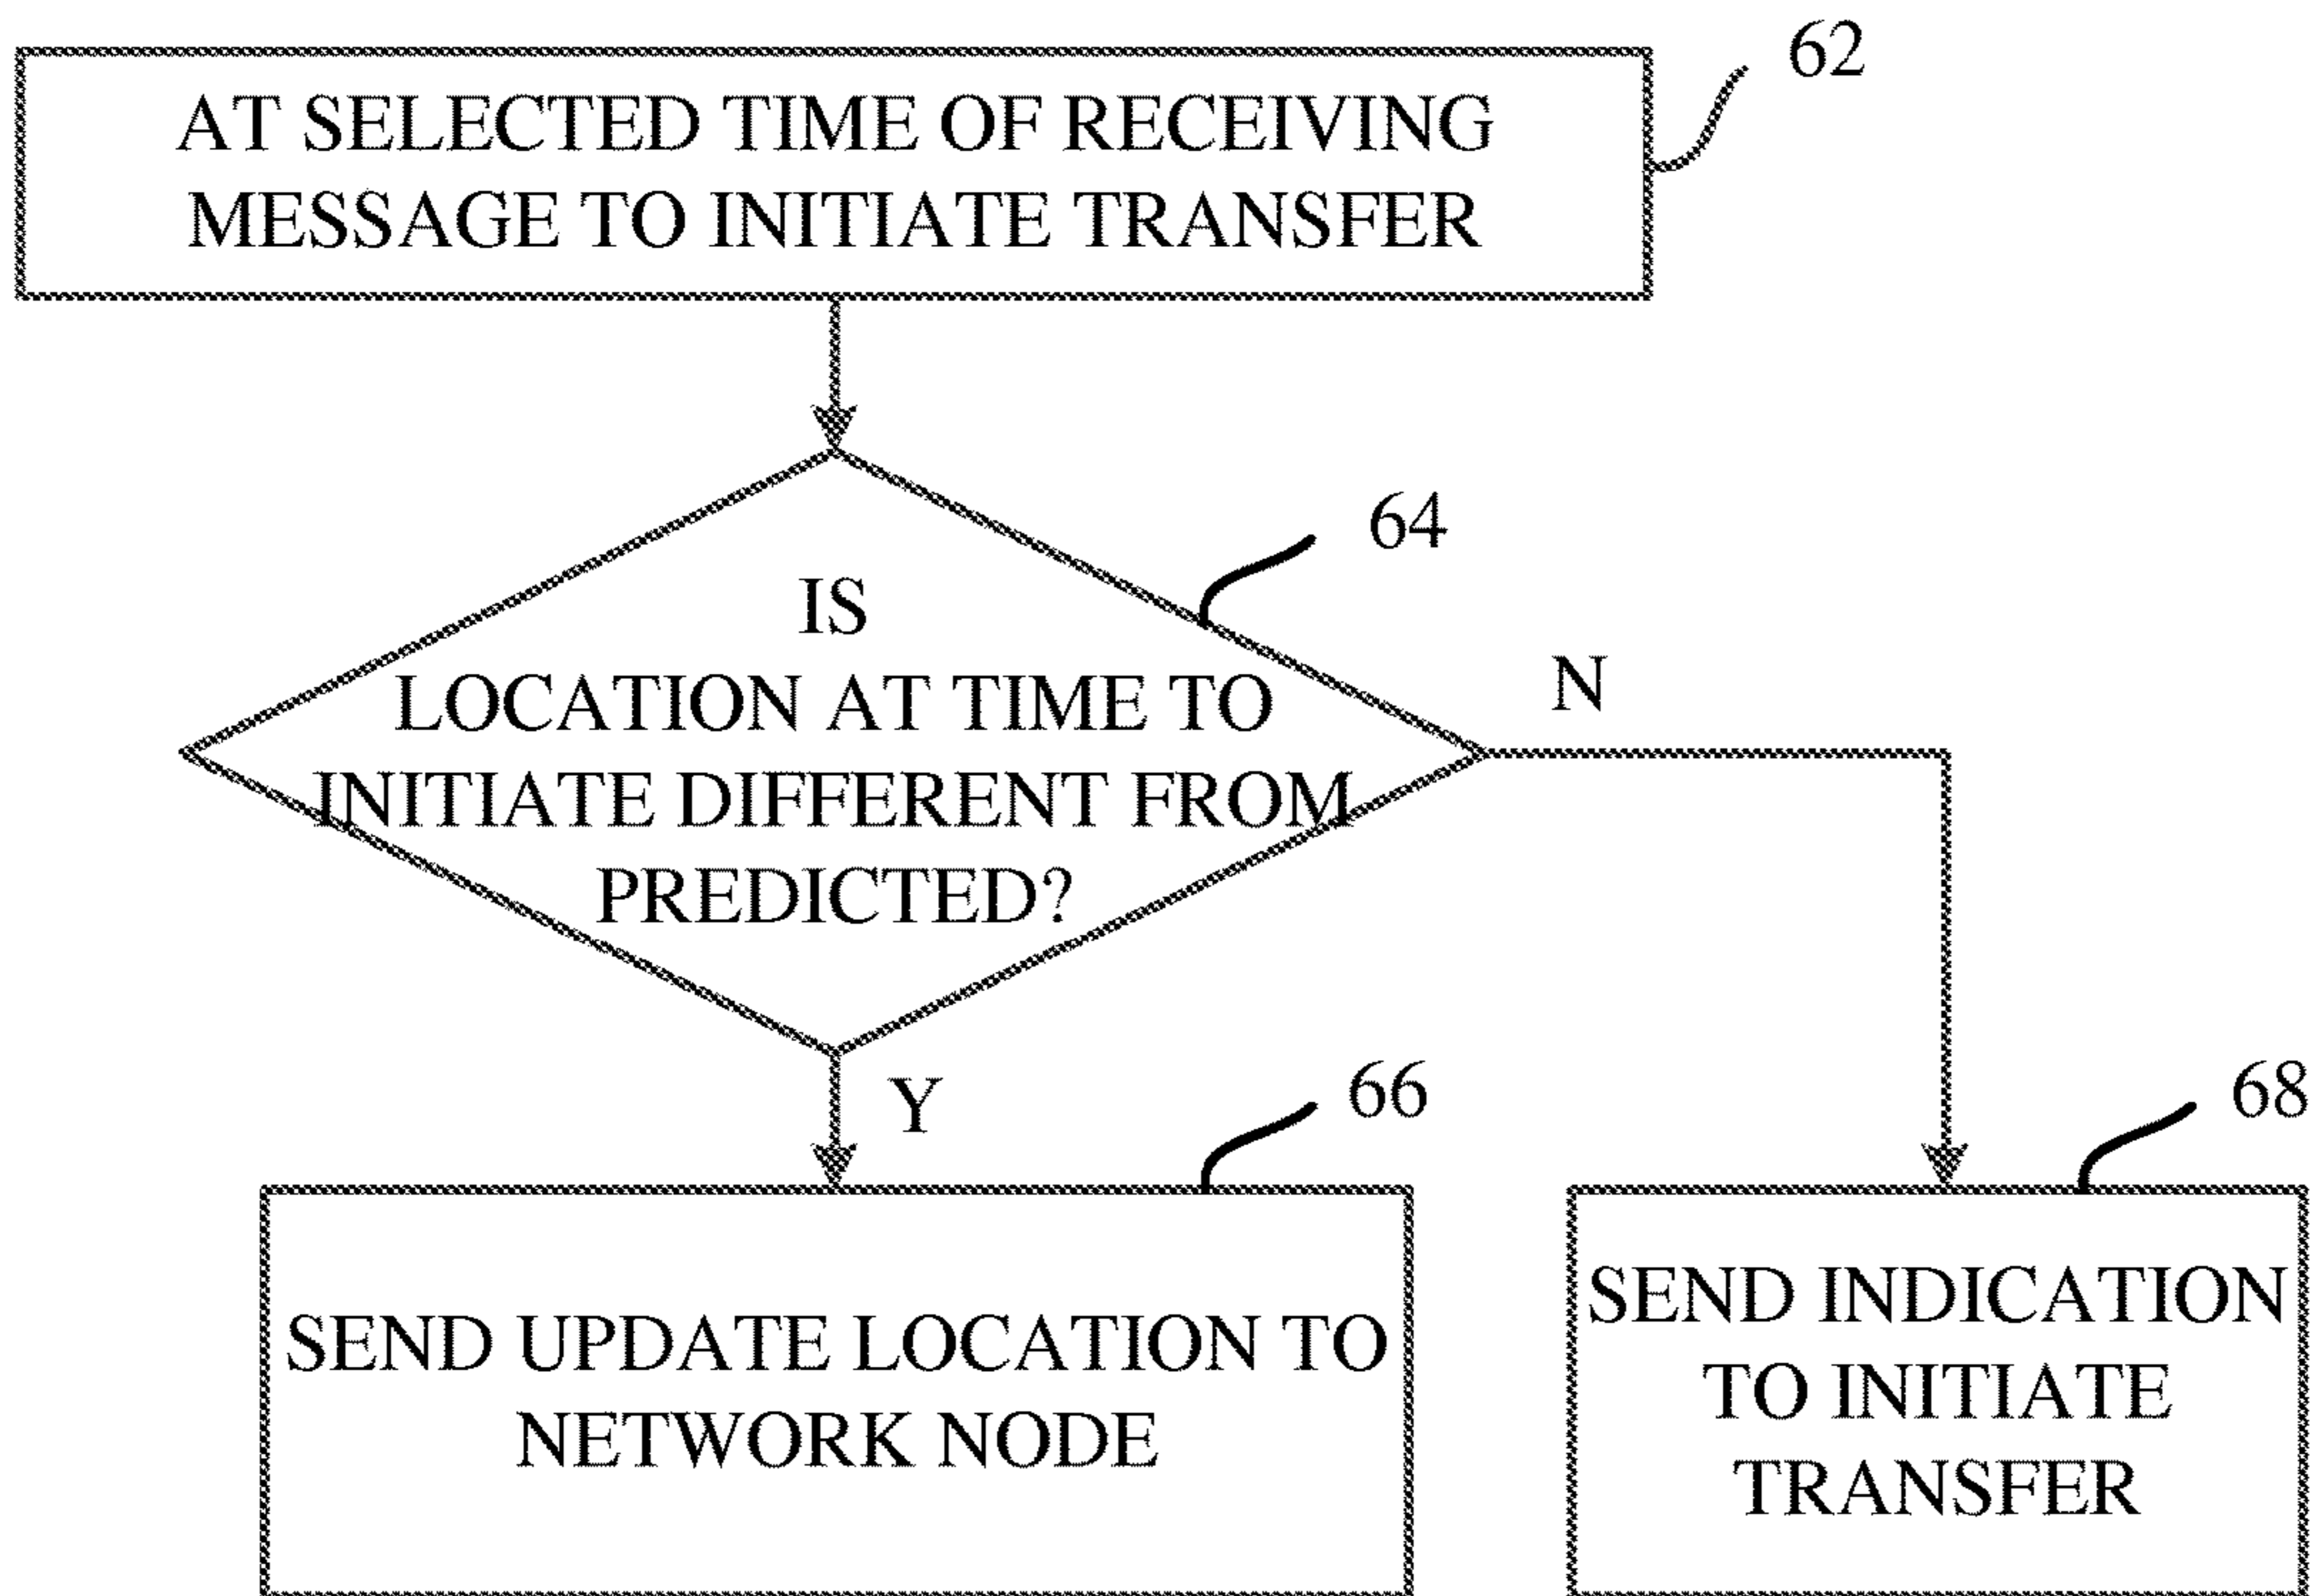 62
AT SELECTED TIME OF RECEIVING
MESSAGE TO INITIATE TRANSFER
64
IS
LOCATION AT TIME TO
INITIATE DIFFERENT FROM
PREDICTED?
N
Y
66
68
SEND UPDATE LOCATION TO
NETWORK NODE
SEND INDICATION
TO INITIATE
TRANSFER